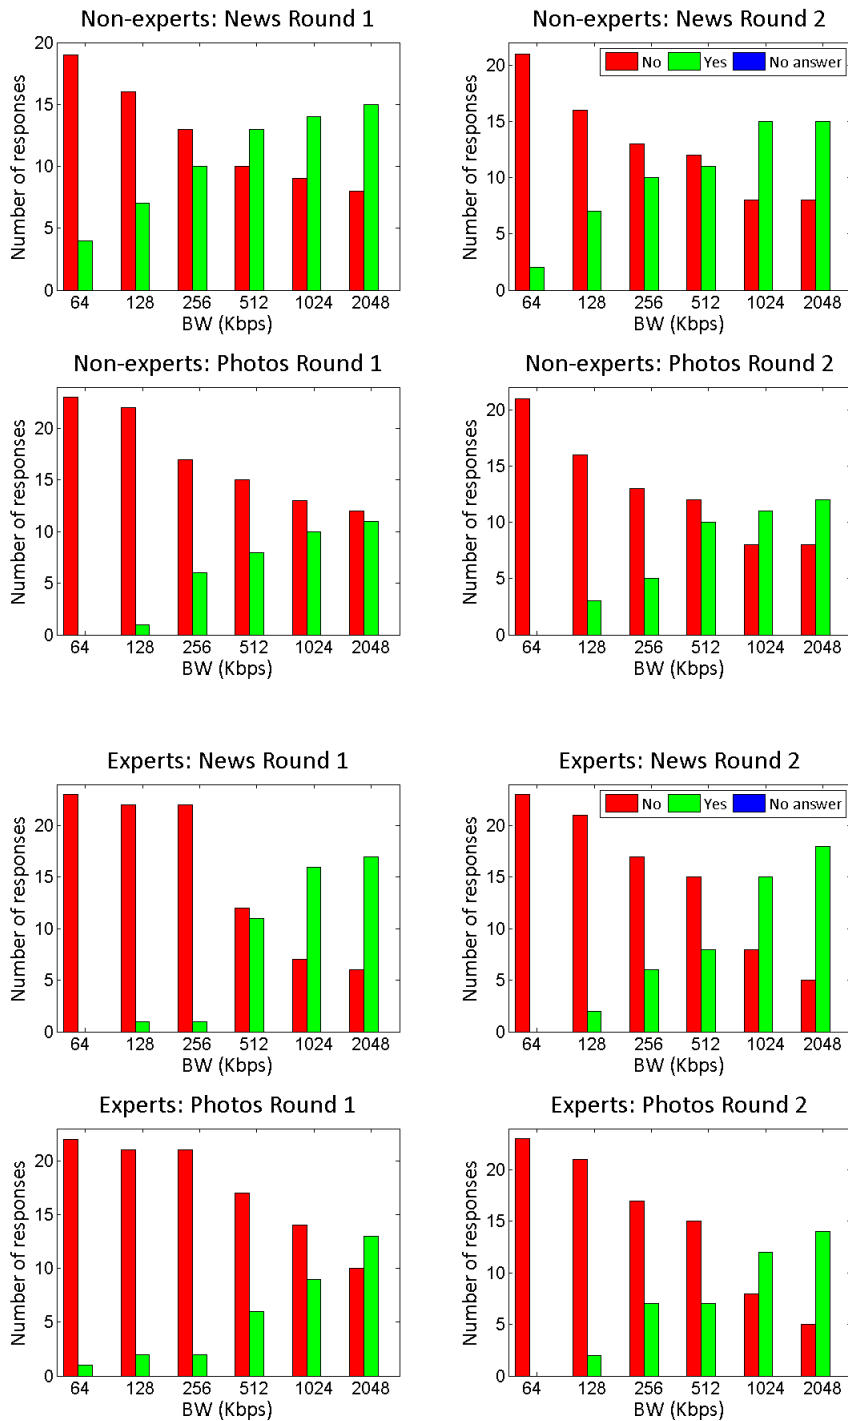 Non-experts: News Round 1
Number of responses
20
15
10
5
0
64 128 256 512 1024 2048
BW (Kbps)
Non-experts: News Round 2
No Yes No answer
Number of responses
20
15
10
5
0
64 128 256 512 1024 2048
BW (Kbps)
Non-experts: Photos Round 1
Number of responses
20
15
10
5
0
64 128 256 512 1024 2048
BW (Kbps)
Non-experts: Photos Round 2
Number of responses
20
15
10
5
0
64 128 256 512 1024 2048
BW (Kbps)
Experts: News Round 1
Number of responses
20
15
10
5
0
64 128 256 512 1024 2048
BW (Kbps)
Experts: News Round 2
No Yes No answer
Number of responses
20
15
10
5
0
64 128 256 512 1024 2048
BW (Kbps)
Experts: Photos Round 1
Number of responses
20
15
10
5
0
64 128 256 512 1024 2048
BW (Kbps)
Experts: Photos Round 2
Number of responses
20
15
10
5
0
64 128 256 512 1024 2048
BW (Kbps)